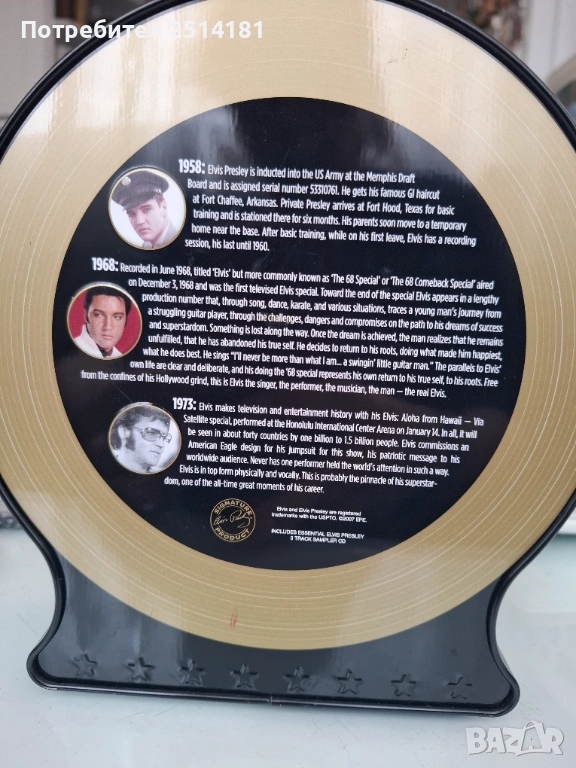 Потребител 3514181
1958: Elvis Presley is inducted into the US Army at the Memphis Draft
Board and is assigned serial number 53310761. He gets his famous GI haircut
at Fort Chaffee, Arkansas. Private Presley arrives at Fort Hood, Texas for basic
training and is stationed there for six months. His parents soon move to a temporary
home near the base. After basic training, while on his first leave, Elvis has a recording
session, his last until 1960.
1968: Recorded in June 1968, titled 'Elvis' but more commonly known as 'The 68 Special' or 'The 68 Comeback Special' aired
on December 3, 1968 and was the first televised Elvis special. Toward the end of the special Elvis appears in a lengthy
production number that, through song, dance, karate, and various situations, traces a young man's journey from
a struggling guitar player, through the challenges, dangers and compromises on the path to his dreams of success
and superstardom. Something is lost along the way. Once the dream is achieved, the man realizes that he remains
unfulfilled, that he has abandoned his true self. He decides to return to his roots, doing what made him happiest,
what he does best. He sings "I'll never be more than what I am... a swingin' little guitar man." The parallels to Elvis'
own life are clear and deliberate, and his doing the '68 special represents his own return to his true self, to his roots. Free
from the confines of his Hollywood grind, this is Elvis the singer, the performer, the musician, the man — the real Elvis.
1973: Elvis makes television and entertainment history with his Elvis: Aloha from Hawaii – Via
Satellite special, performed at the Honolulu International Center Arena on January 14. In all, it will
be seen in about forty countries by one billion to 1.5 billion people. Elvis commissions an
American Eagle design for his jumpsuit for this show, his patriotic message to his
worldwide audience. Never has one performer held the world's attention in such a way.
Elvis is in top form physically and vocally. This is probably the pinnacle of his superstar-
dom, one of the all-time great moments of his career.
SIGNATURE
Elvis Presley
PRODUCT
Elvis and Elvis Presley are registered
trademarks with the USPTO. ©2007 EPE.
INCLUDES ESSENTIAL ELVIS PRESLEY
3 TRACK SAMPLER CD
BAZAR